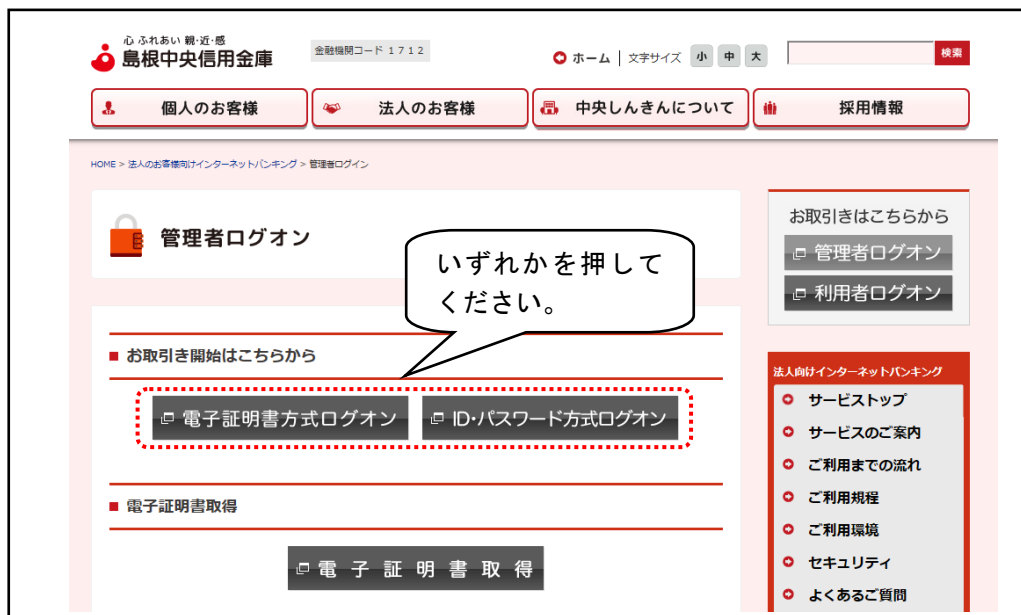 心 ふれあい 親・近・感
島根中央信用金庫
金融機関コード 1712
ホーム
文字サイズ 小 中 大
検索
個人のお客様
法人のお客様
中央しんきんについて
採用情報
HOME > 法人のお客様向けインターネットバンキング > 管理者ログイン
管理者ログオン
いずれかを押して
ください。
お取引き開始はこちらから
電子証明書方式ログオン
ID・パスワード方式ログオン
電子証明書取得
電子証明書取得
お取引きはこちらから
管理者ログオン
利用者ログオン
法人向けインターネットバンキング
サービストップ
サービスのご案内
ご利用までの流れ
ご利用規程
ご利用環境
セキュリティ
よくあるご質問